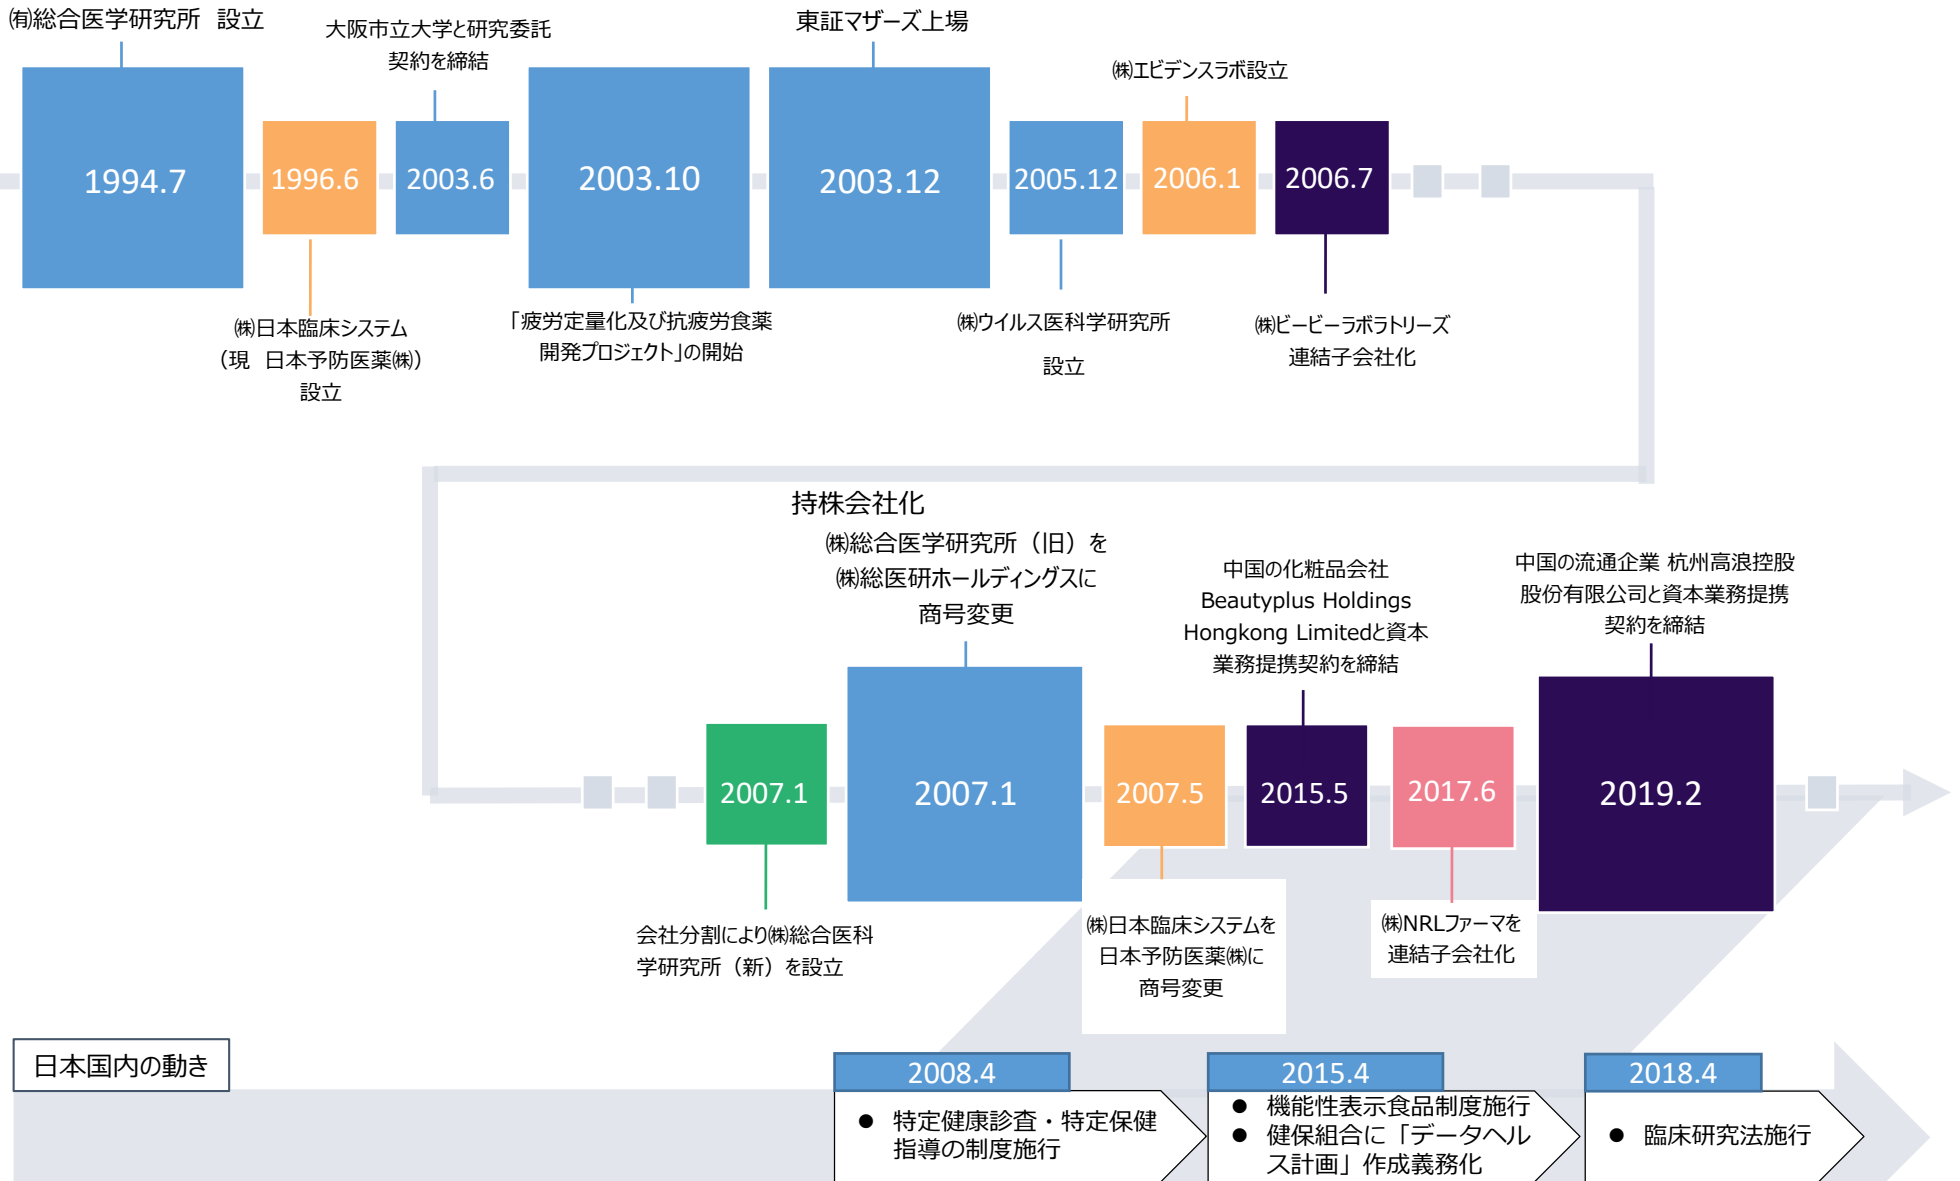 ㈲総合医学研究所　設立
1994.7
1996.6
㈱日本臨床システム
（現　日本予防医薬㈱）
設立
大阪市立大学と研究委託
契約を締結
2003.6
2003.10
「疲労定量化及び抗疲労食薬
開発プロジェクト」の開始
東証マザーズ上場
2003.12
2005.12
㈱ウイルス医科学研究所
設立
㈱エビデンスラボ設立
2006.1
2006.7
㈱ビービーラボラトリーズ
連結子会社化
2007.1
会社分割により㈱総合医科
学研究所（新）を設立
持株会社化
㈱総合医学研究所（旧）を
㈱総医研ホールディングスに
商号変更
2007.1
2007.5
㈱日本臨床システムを
日本予防医薬㈱に
商号変更
中国の化粧品会社
Beautyplus Holdings
Hongkong Limitedと資本
業務提携契約を締結
2015.5
2017.6
㈱NRLファーマを
連結子会社化
中国の流通企業 杭州高浪控股
股份有限公司と資本業務提携
契約を締結
2019.2
日本国内の動き
2008.4
● 特定健康診査・特定保健
指導の制度施行
2015.4
● 機能性表示食品制度施行
● 健保組合に「データヘル
ス計画」作成義務化
2018.4
● 臨床研究法施行